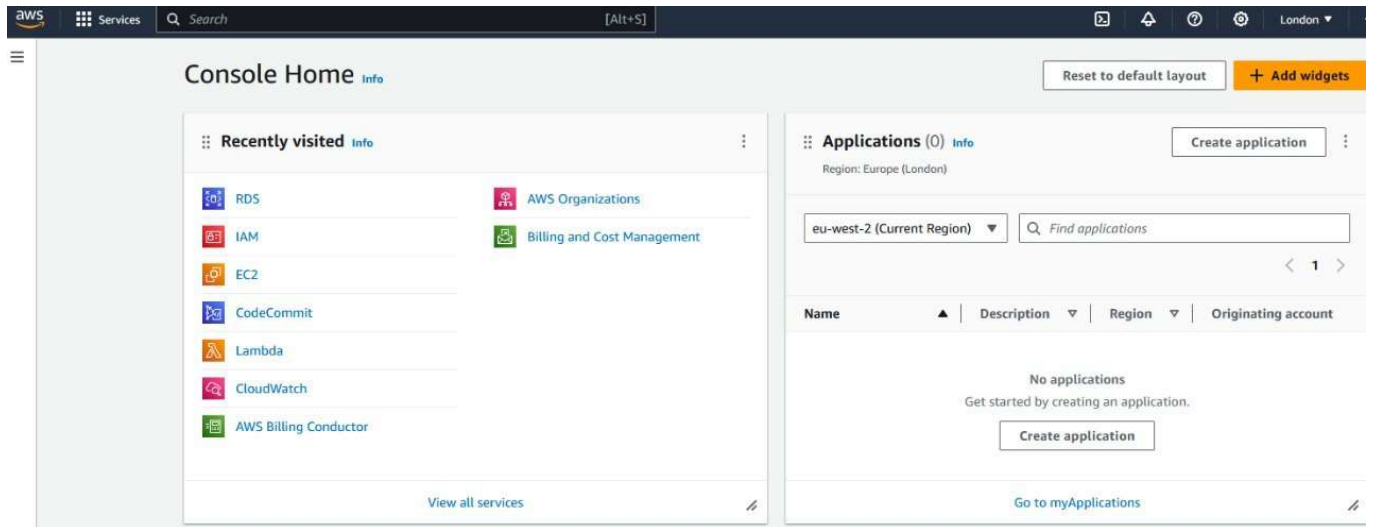 aws
Services
Search
[Alt+S]
London
Console Home Info
Reset to default layout
+ Add widgets
Recently visited Info
RDS
IAM
EC2
CodeCommit
Lambda
CloudWatch
AWS Billing Conductor
AWS Organizations
Billing and Cost Management
View all services
Applications (0) Info
Create application
Region: Europe (London)
eu-west-2 (Current Region)
Find applications
1
Name
Description
Region
Originating account
No applications
Get started by creating an application.
Create application
Go to myApplications